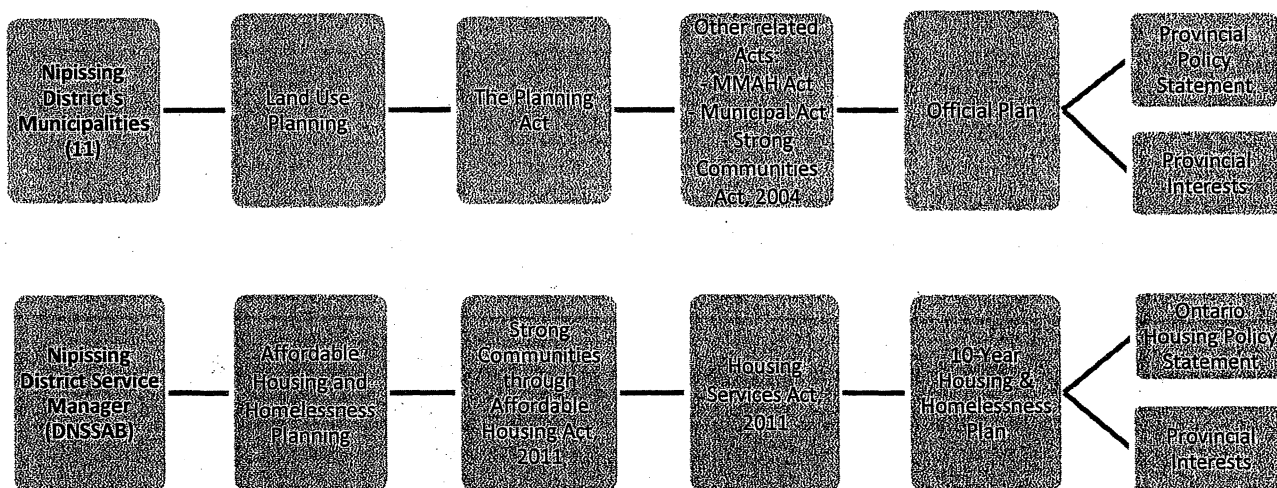 Nipissing
District's
Municipalities
(11)
Land Use
Planning
The Planning
Act
Other related
Acts:
- MMAH Act
- Municipal Act
- Strong
Communities
Act, 2004
Official Plan
Provincial
Policy
Statement
Provincial
Interests
Nipissing
District Service
Manager
(DNSSAB)
Affordable
Housing and
Homelessness
Planning
Strong
Communities
through
Affordable
Housing Act
2011
Housing
Services Act
2011
10-Year
Housing &
Homelessness
Plan
Ontario
Housing Policy
Statement
Provincial
Interests